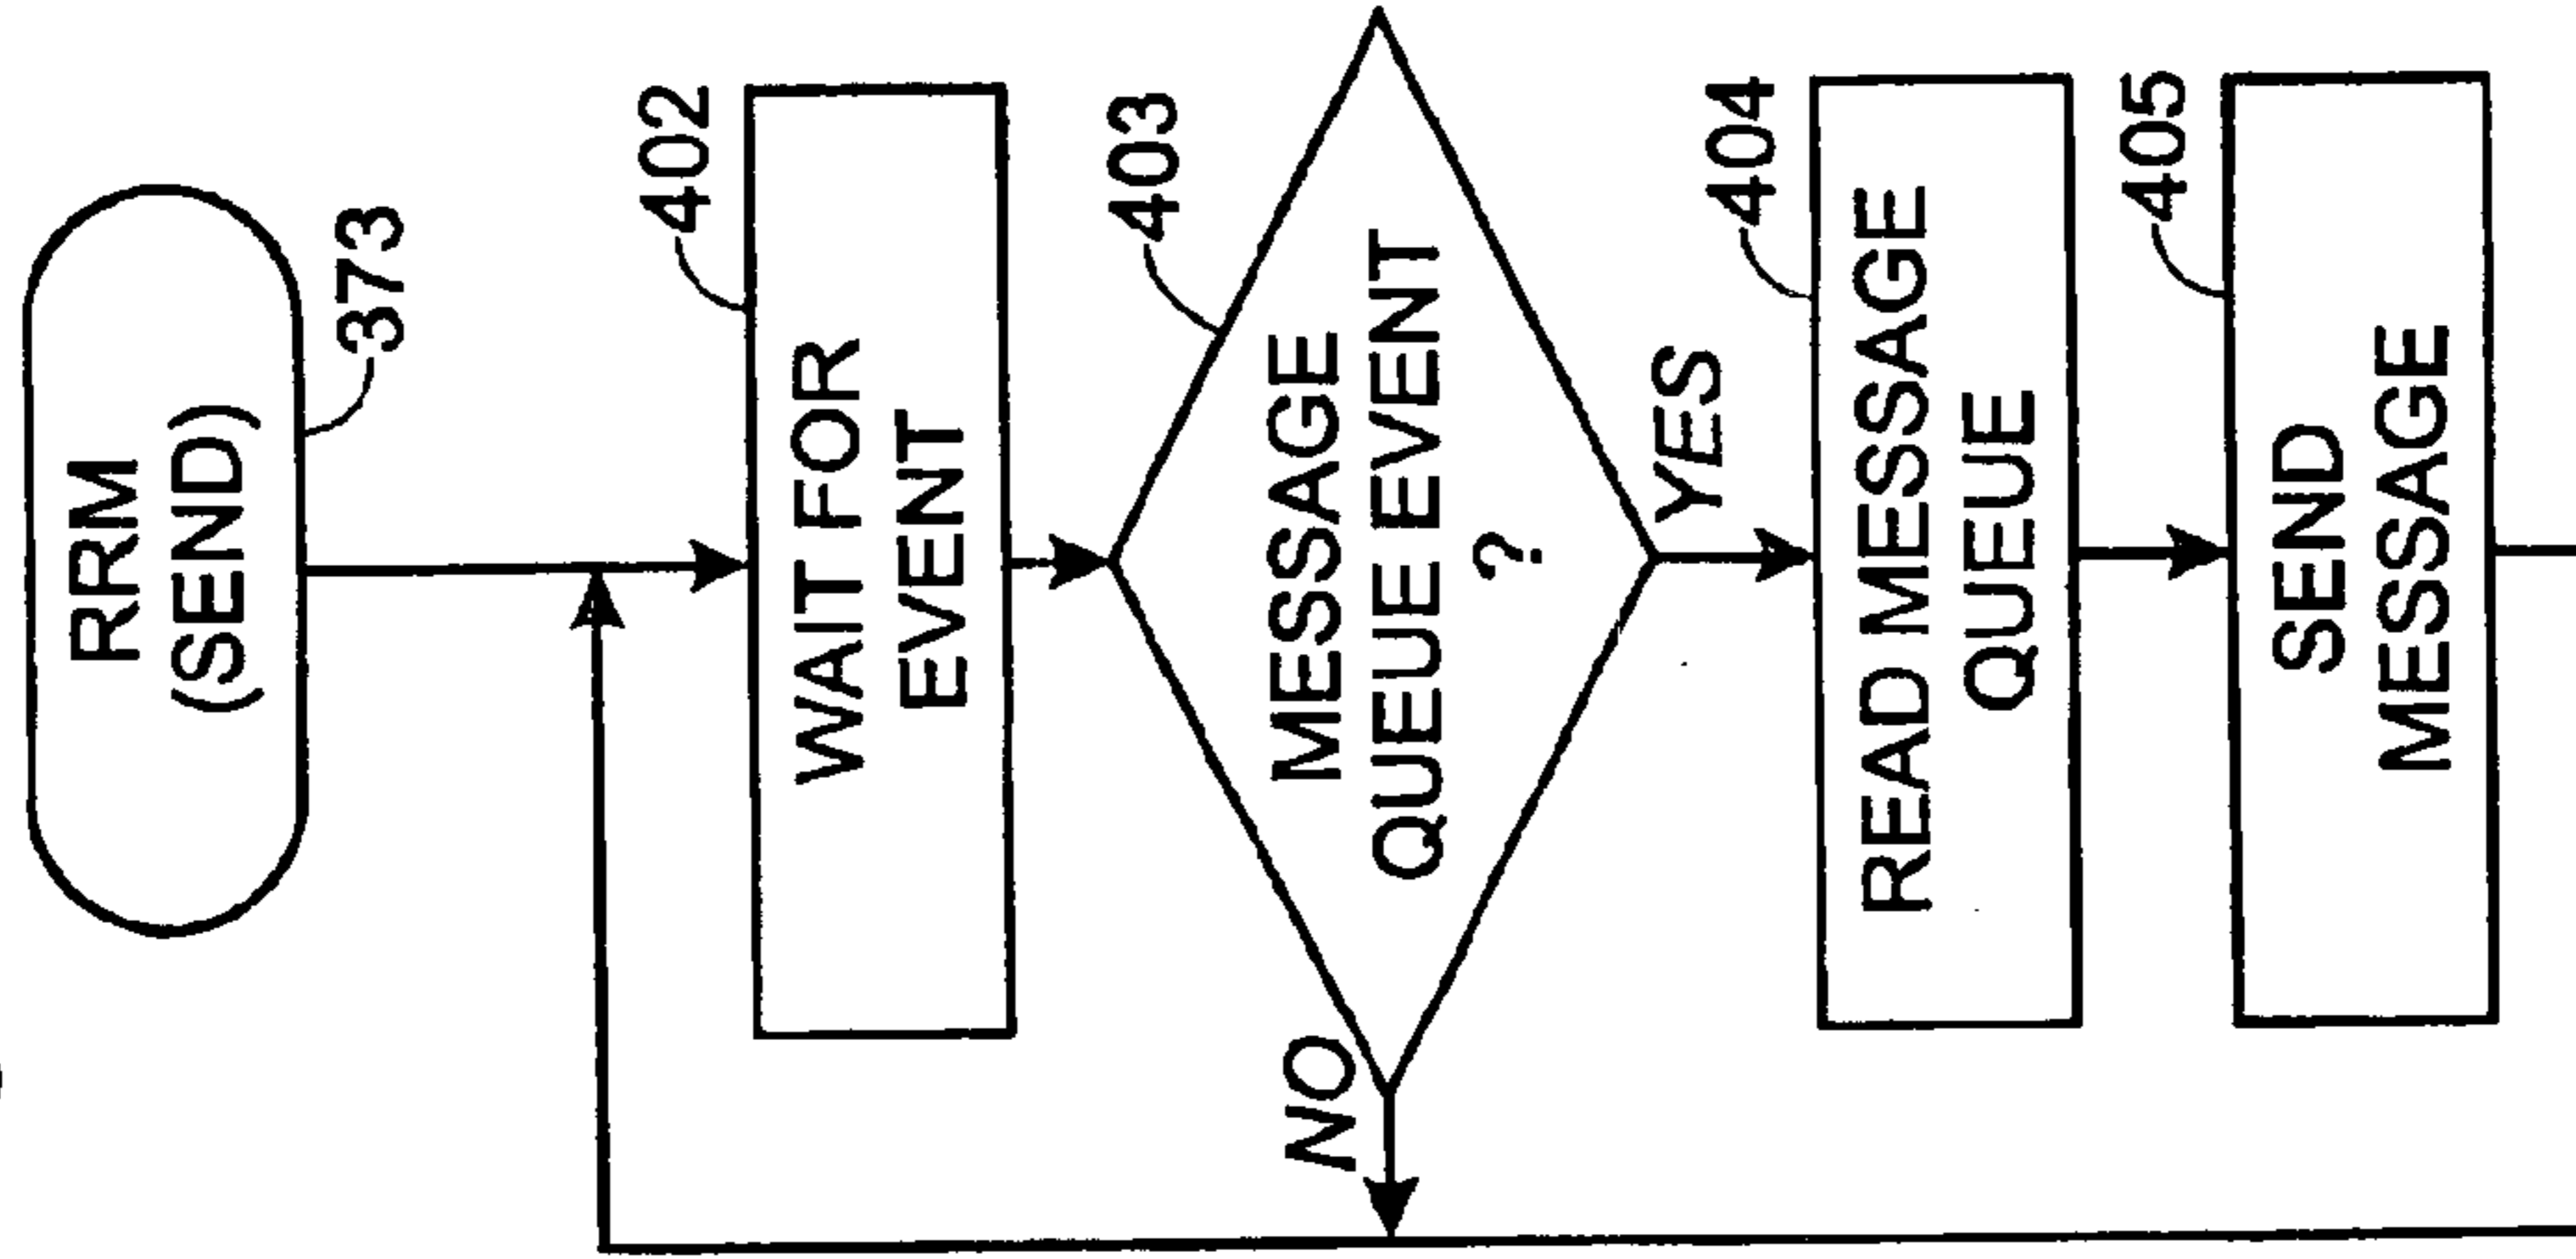 RRM
(SEND)
373
402
WAIT FOR
EVENT
403
MESSAGE
QUEUE EVENT
?
NO
YES
404
READ MESSAGE
QUEUE
405
SEND
MESSAGE